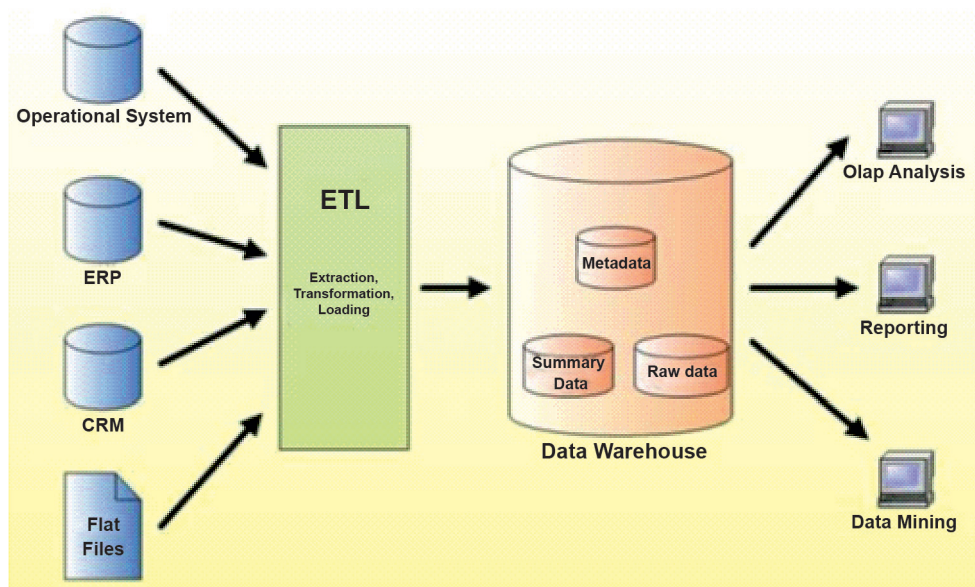 Operational System
ERP
CRM
Flat
Files
ETL
Extraction,
Transformation,
Loading
Metadata
Summary
Data
Raw data
Data Warehouse
Olap Analysis
Reporting
Data Mining